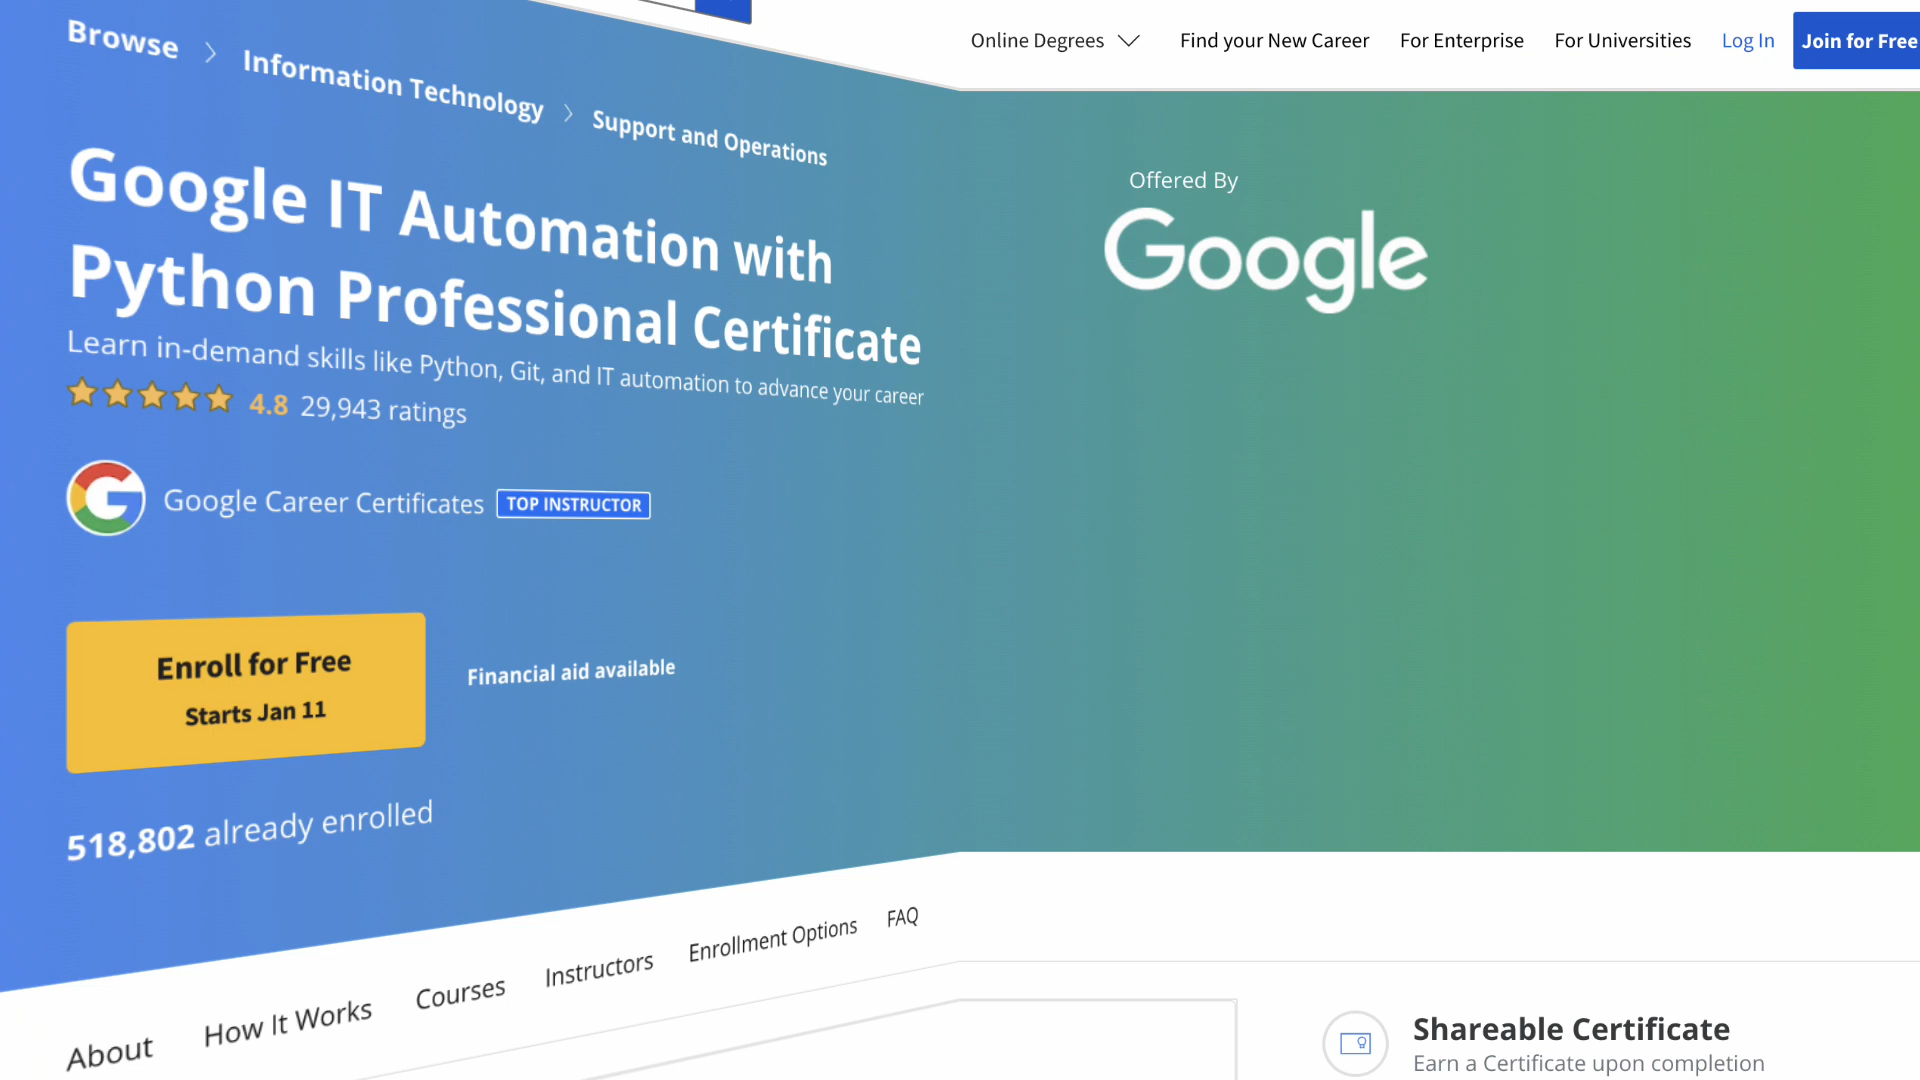 Online Degrees
Find your New Career
For Enterprise
For Universities
Log In
Join for Free
Browse
Information Technology
Support and Operations
Google IT Automation with
Python Professional Certificate
Learn in-demand skills like Python, Git, and IT automation to advance your career
4.8 29,943 ratings
Google Career Certificates TOP INSTRUCTOR
Enroll for Free
Starts Jan 11
Financial aid available
518,802 already enrolled
Offered By
Google
About
How It Works
Courses
Instructors
Enrollment Options
FAQ
Shareable Certificate
Earn a Certificate upon completion